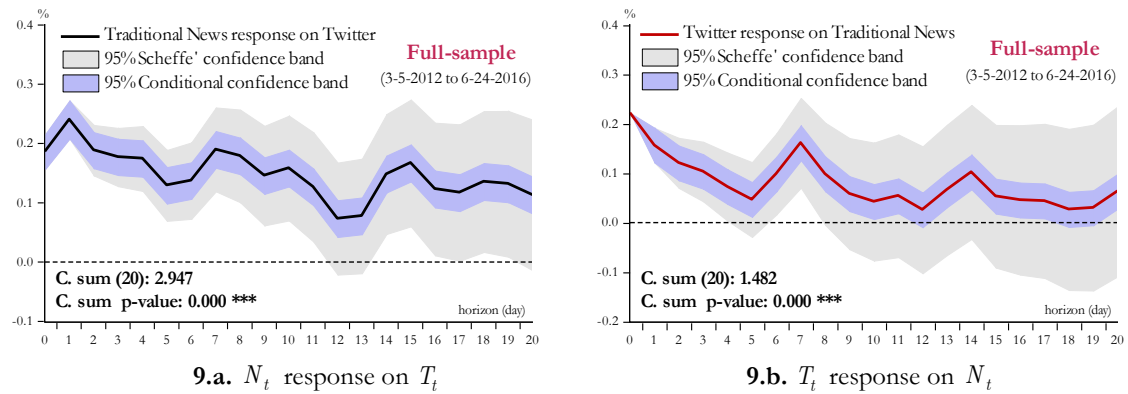 %
0.4
0.3
0.2
0.1
0.0
-0.1
Traditional News response on Twitter
95% Scheffe' confidence band
95% Conditional confidence band
Full-sample
(3-5-2012 to 6-24-2016)
C. sum (20): 2.947
C. sum p-value: 0.000 ***
horizon (day)
0 1 2 3 4 5 6 7 8 9 10 11 12 13 14 15 16 17 18 19 20
9.a. N_t response on T_t
%
0.4
0.3
0.2
0.1
0.0
-0.1
-0.2
Twitter response on Traditional News
95% Scheffe' confidence band
95% Conditional confidence band
Full-sample
(3-5-2012 to 6-24-2016)
C. sum (20): 1.482
C. sum p-value: 0.000 ***
horizon (day)
0 1 2 3 4 5 6 7 8 9 10 11 12 13 14 15 16 17 18 19 20
9.b. T_t response on N_t